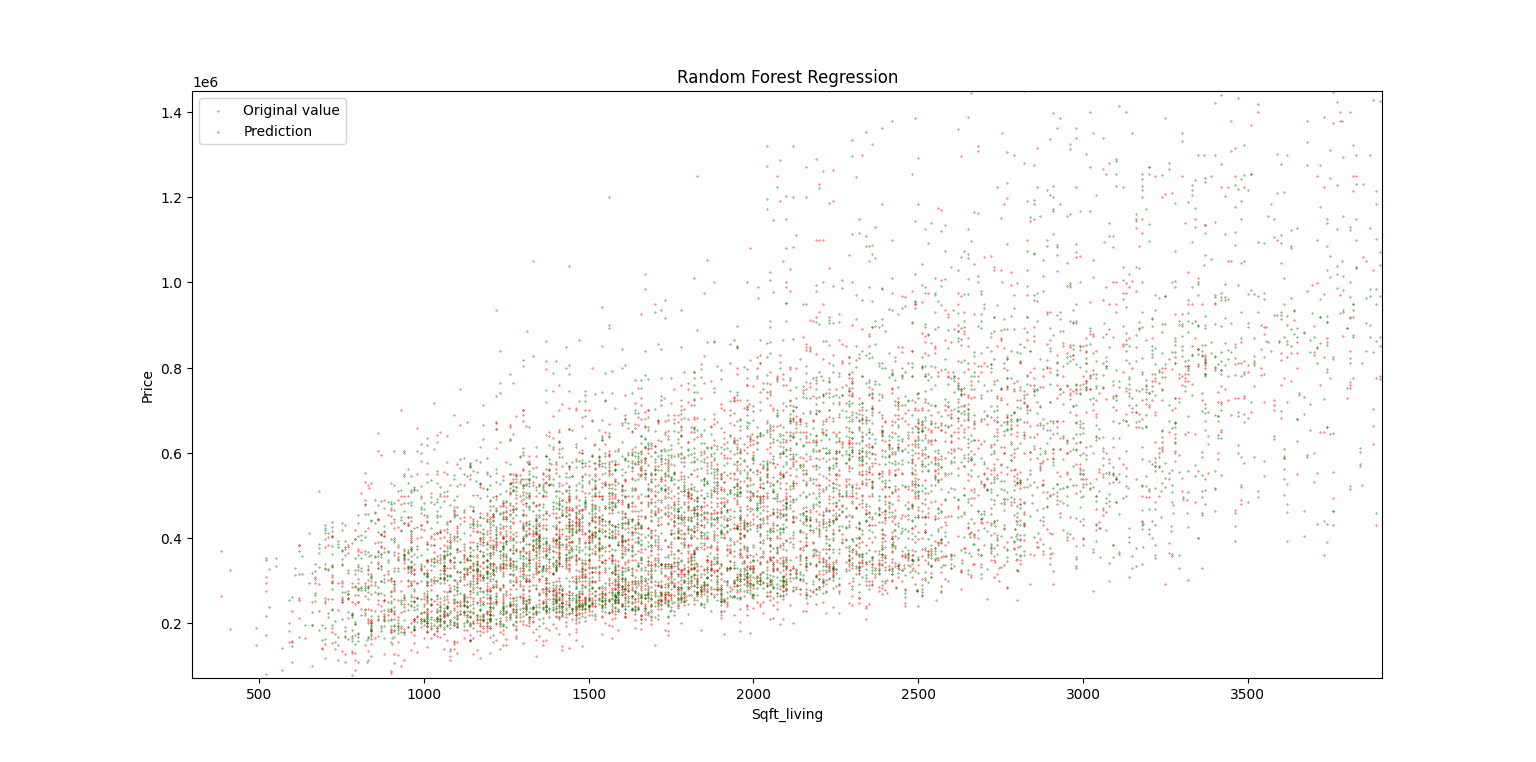 Random Forest Regression
1e6
Original value
Prediction
1.4
1.2
1.0
0.8
0.6
0.4
0.2
Price
500 1000 1500 2000 2500 3000 3500
Sqft_living